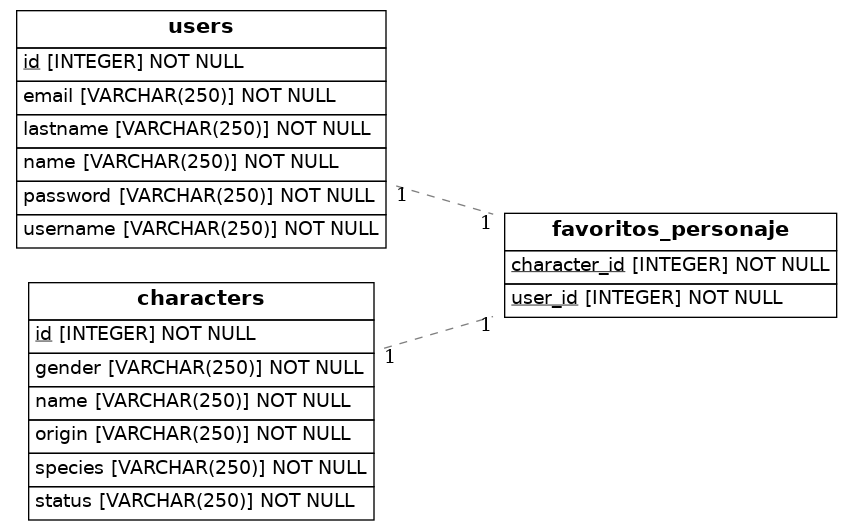 users
id [INTEGER] NOT NULL
email [VARCHAR(250)] NOT NULL
lastname [VARCHAR(250)] NOT NULL
name [VARCHAR(250)] NOT NULL
password [VARCHAR(250)] NOT NULL
username [VARCHAR(250)] NOT NULL
1
1
favoritos_personaje
character_id [INTEGER] NOT NULL
user_id [INTEGER] NOT NULL
characters
id [INTEGER] NOT NULL
gender [VARCHAR(250)] NOT NULL
name [VARCHAR(250)] NOT NULL
origin [VARCHAR(250)] NOT NULL
species [VARCHAR(250)] NOT NULL
status [VARCHAR(250)] NOT NULL
1
1